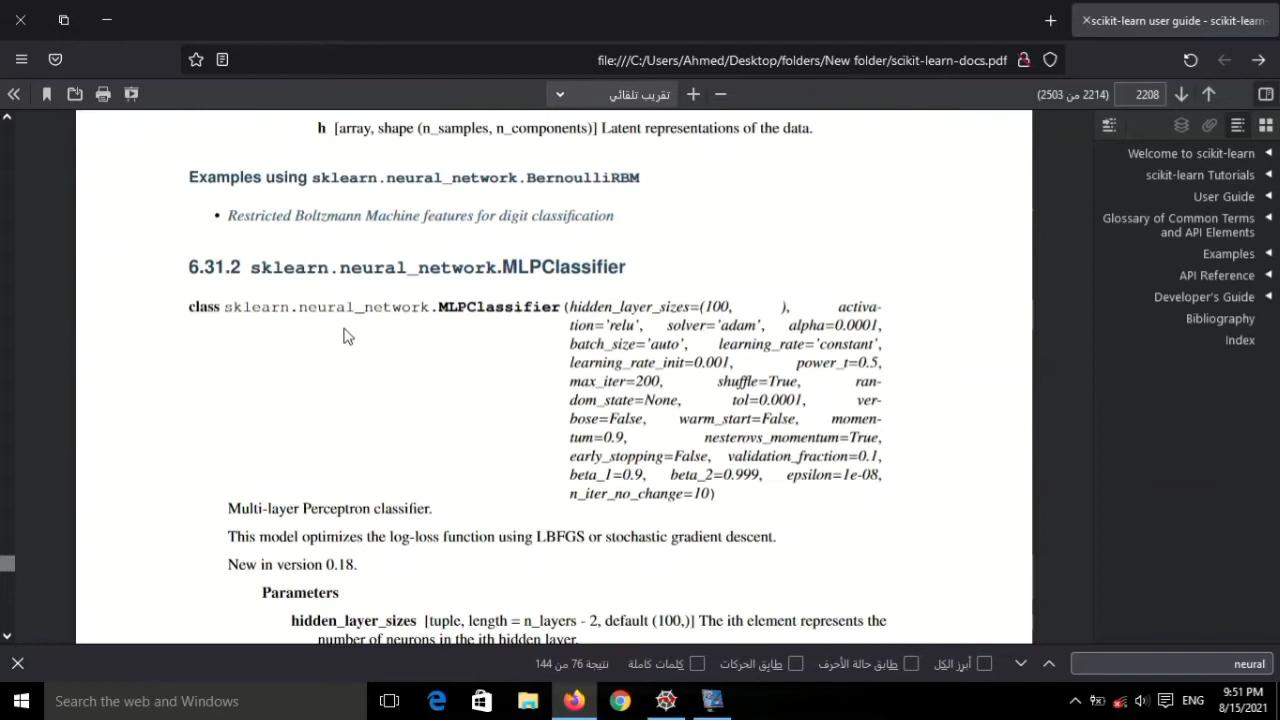 scikit-learn user guide - scikit-learn-
file:///C:/Users/Ahmed/Desktop/folders/New folder/scikit-learn-docs.pdf
تقريب تلقائي
2208
(2214 من 2503)
h [array, shape (n_samples, n_components)] Latent representations of the data.
Examples using sklearn.neural_network.BernoulliRBM
• Restricted Boltzmann Machine features for digit classification
6.31.2 sklearn.neural_network.MLPClassifier
class sklearn.neural_network.MLPClassifier (hidden_layer_sizes=(100, ), activa-
tion='relu', solver='adam', alpha=0.0001,
batch_size='auto', learning_rate='constant',
learning_rate_init=0.001, power_t=0.5,
max_iter=200, shuffle=True, ran-
dom_state=None, tol=0.0001, ver-
bose=False, warm_start=False, momen-
tum=0.9, nesterovs_momentum=True,
early_stopping=False, validation_fraction=0.1,
beta_1=0.9, beta_2=0.999, epsilon=1e-08,
n_iter_no_change=10)
Multi-layer Perceptron classifier.
This model optimizes the log-loss function using LBFGS or stochastic gradient descent.
New in version 0.18.
Parameters
hidden_layer_sizes [tuple, length = n_layers - 2, default (100,)] The ith element represents the
number of neurons in the ith hidden layer.
Welcome to scikit-learn
scikit-learn Tutorials
User Guide
Glossary of Common Terms
and API Elements
Examples
API Reference
Developer's Guide
Bibliography
Index
neural
أبرز الكل
طابق حالة الأحرف
طابق الحركات
كلمات كاملة
نتيجة 76 من 144
Search the web and Windows
ENG
9:51 PM
8/15/2021